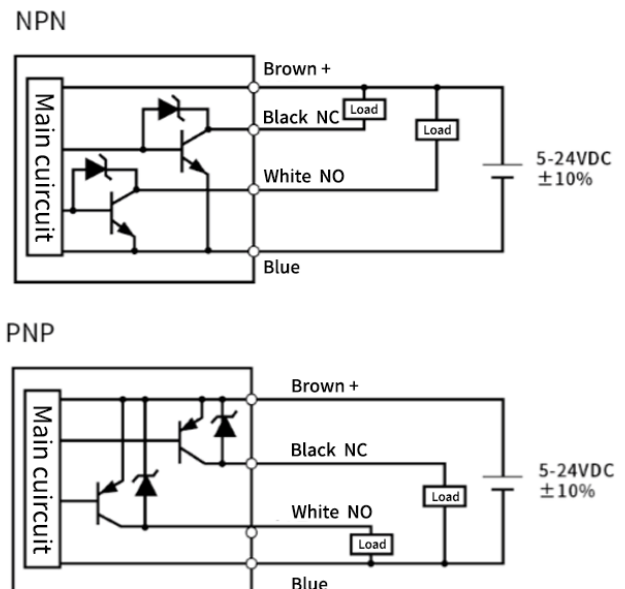 NPN
Brown +
Main cuircuit
Black NC
Load
Load
White NO
5-24VDC
±10%
Blue
PNP
Brown +
Main cuircuit
Black NC
Load
5-24VDC
±10%
White NO
Load
Blue